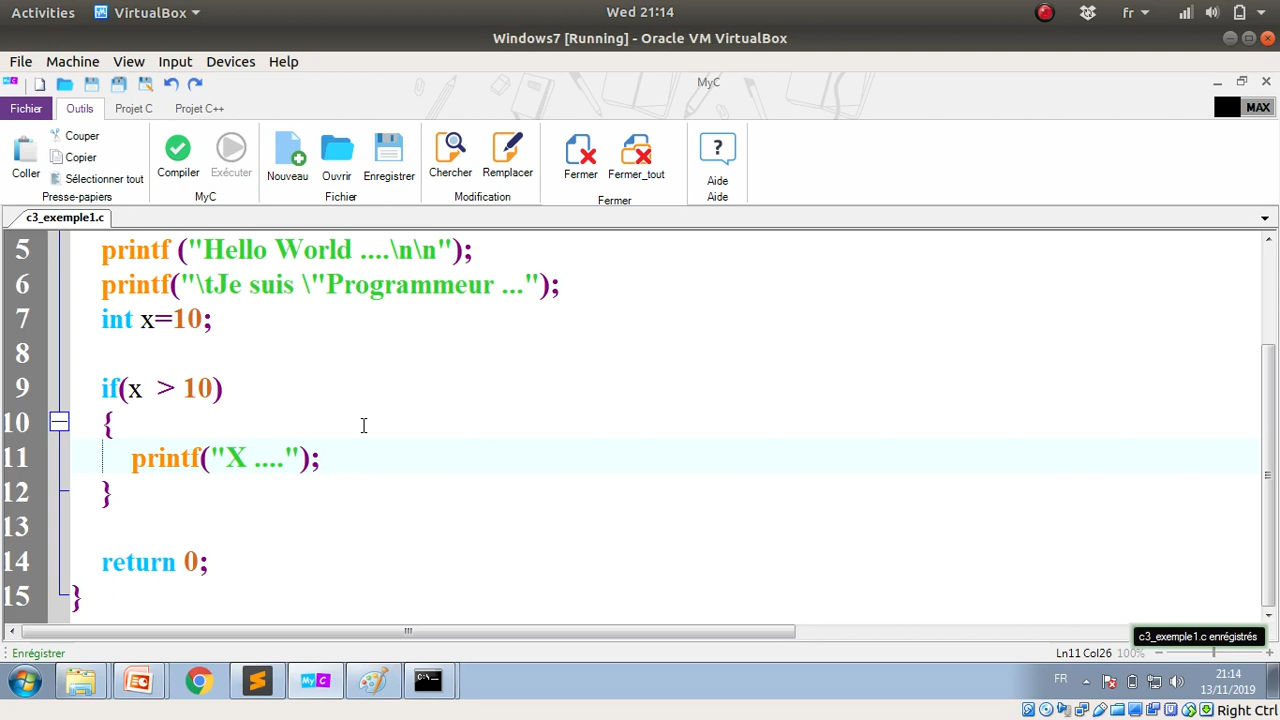 Activities VirtualBox Wed 21:14 fr
Windows7 [Running] - Oracle VM VirtualBox
File Machine View Input Devices Help
MyC MyC
Fichier Outils Projet C Projet C++ MAX
Coller Couper Copier Sélectionner tout
Compiler Exécuter Nouveau Ouvrir Enregistrer Chercher Remplacer Fermer Fermer_tout Aide
Presse-papiers MyC Fichier Modification Fermer Aide
c3_exemple1.c
5 printf ("Hello World ....\n\n");
6 printf("\tJe suis \"Programmeur ...");
7 int x=10;
8
9 if(x  > 10)
10 {
11 printf("X ....");
12 }
13
14 return 0;
15 }
c3_exemple1.c enregistrés
Enregistrer Ln11 Col26 100%
MyC C:\_ FR 21:14
13/11/2019
Right Ctrl